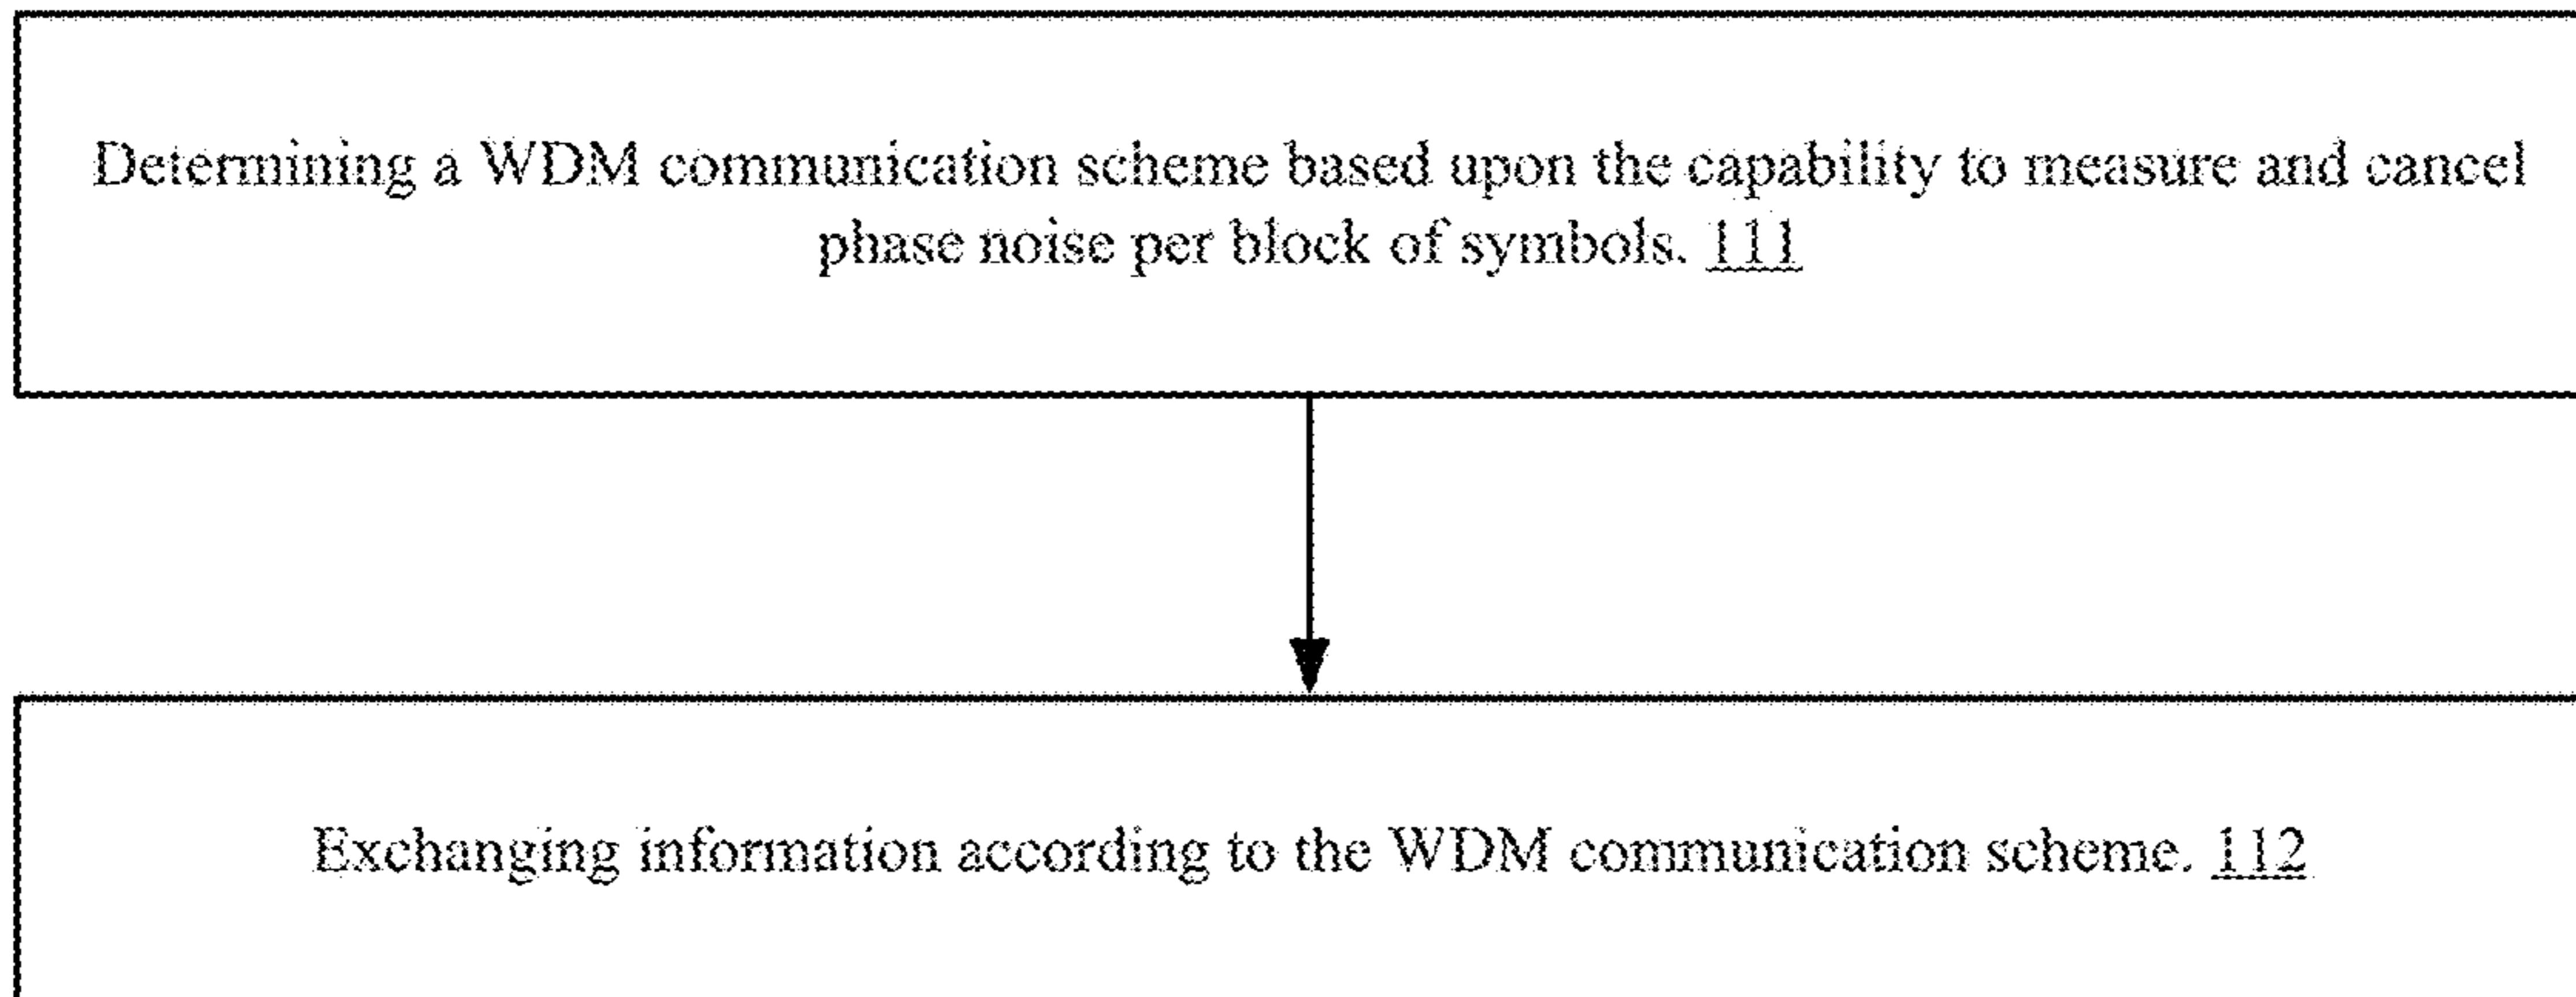 Determining a WDM communication scheme based upon the capability to measure and cancel
phase noise per block of symbols. 111
Exchanging information according to the WDM communication scheme. 112